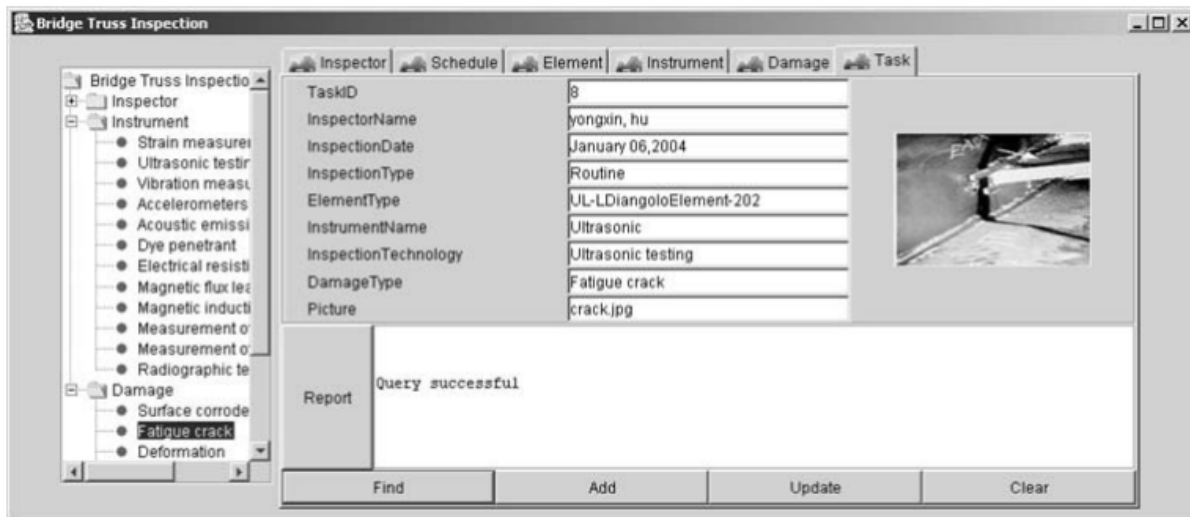 Bridge Truss Inspection
Inspector Schedule Element Instrument Damage Task
Bridge Truss Inspectio
Inspector
Instrument
Strain measurer
Ultrasonic testir
Vibration measu
Accelerometers
Acoustic emissi
Dye penetrant
Electrical resisti
Magnetic flux lea
Magnetic inducti
Measurement o
Measurement o
Radiographic te
Damage
Surface corrode
Fatigue crack
Deformation
TaskID 8
InspectorName yongxin, hu
InspectionDate January 06,2004
InspectionType Routine
ElementType UL-LDiangoloElement-202
InstrumentName Ultrasonic
InspectionTechnology Ultrasonic testing
DamageType Fatigue crack
Picture crack.jpg
Report
Query successful
Find Add Update Clear